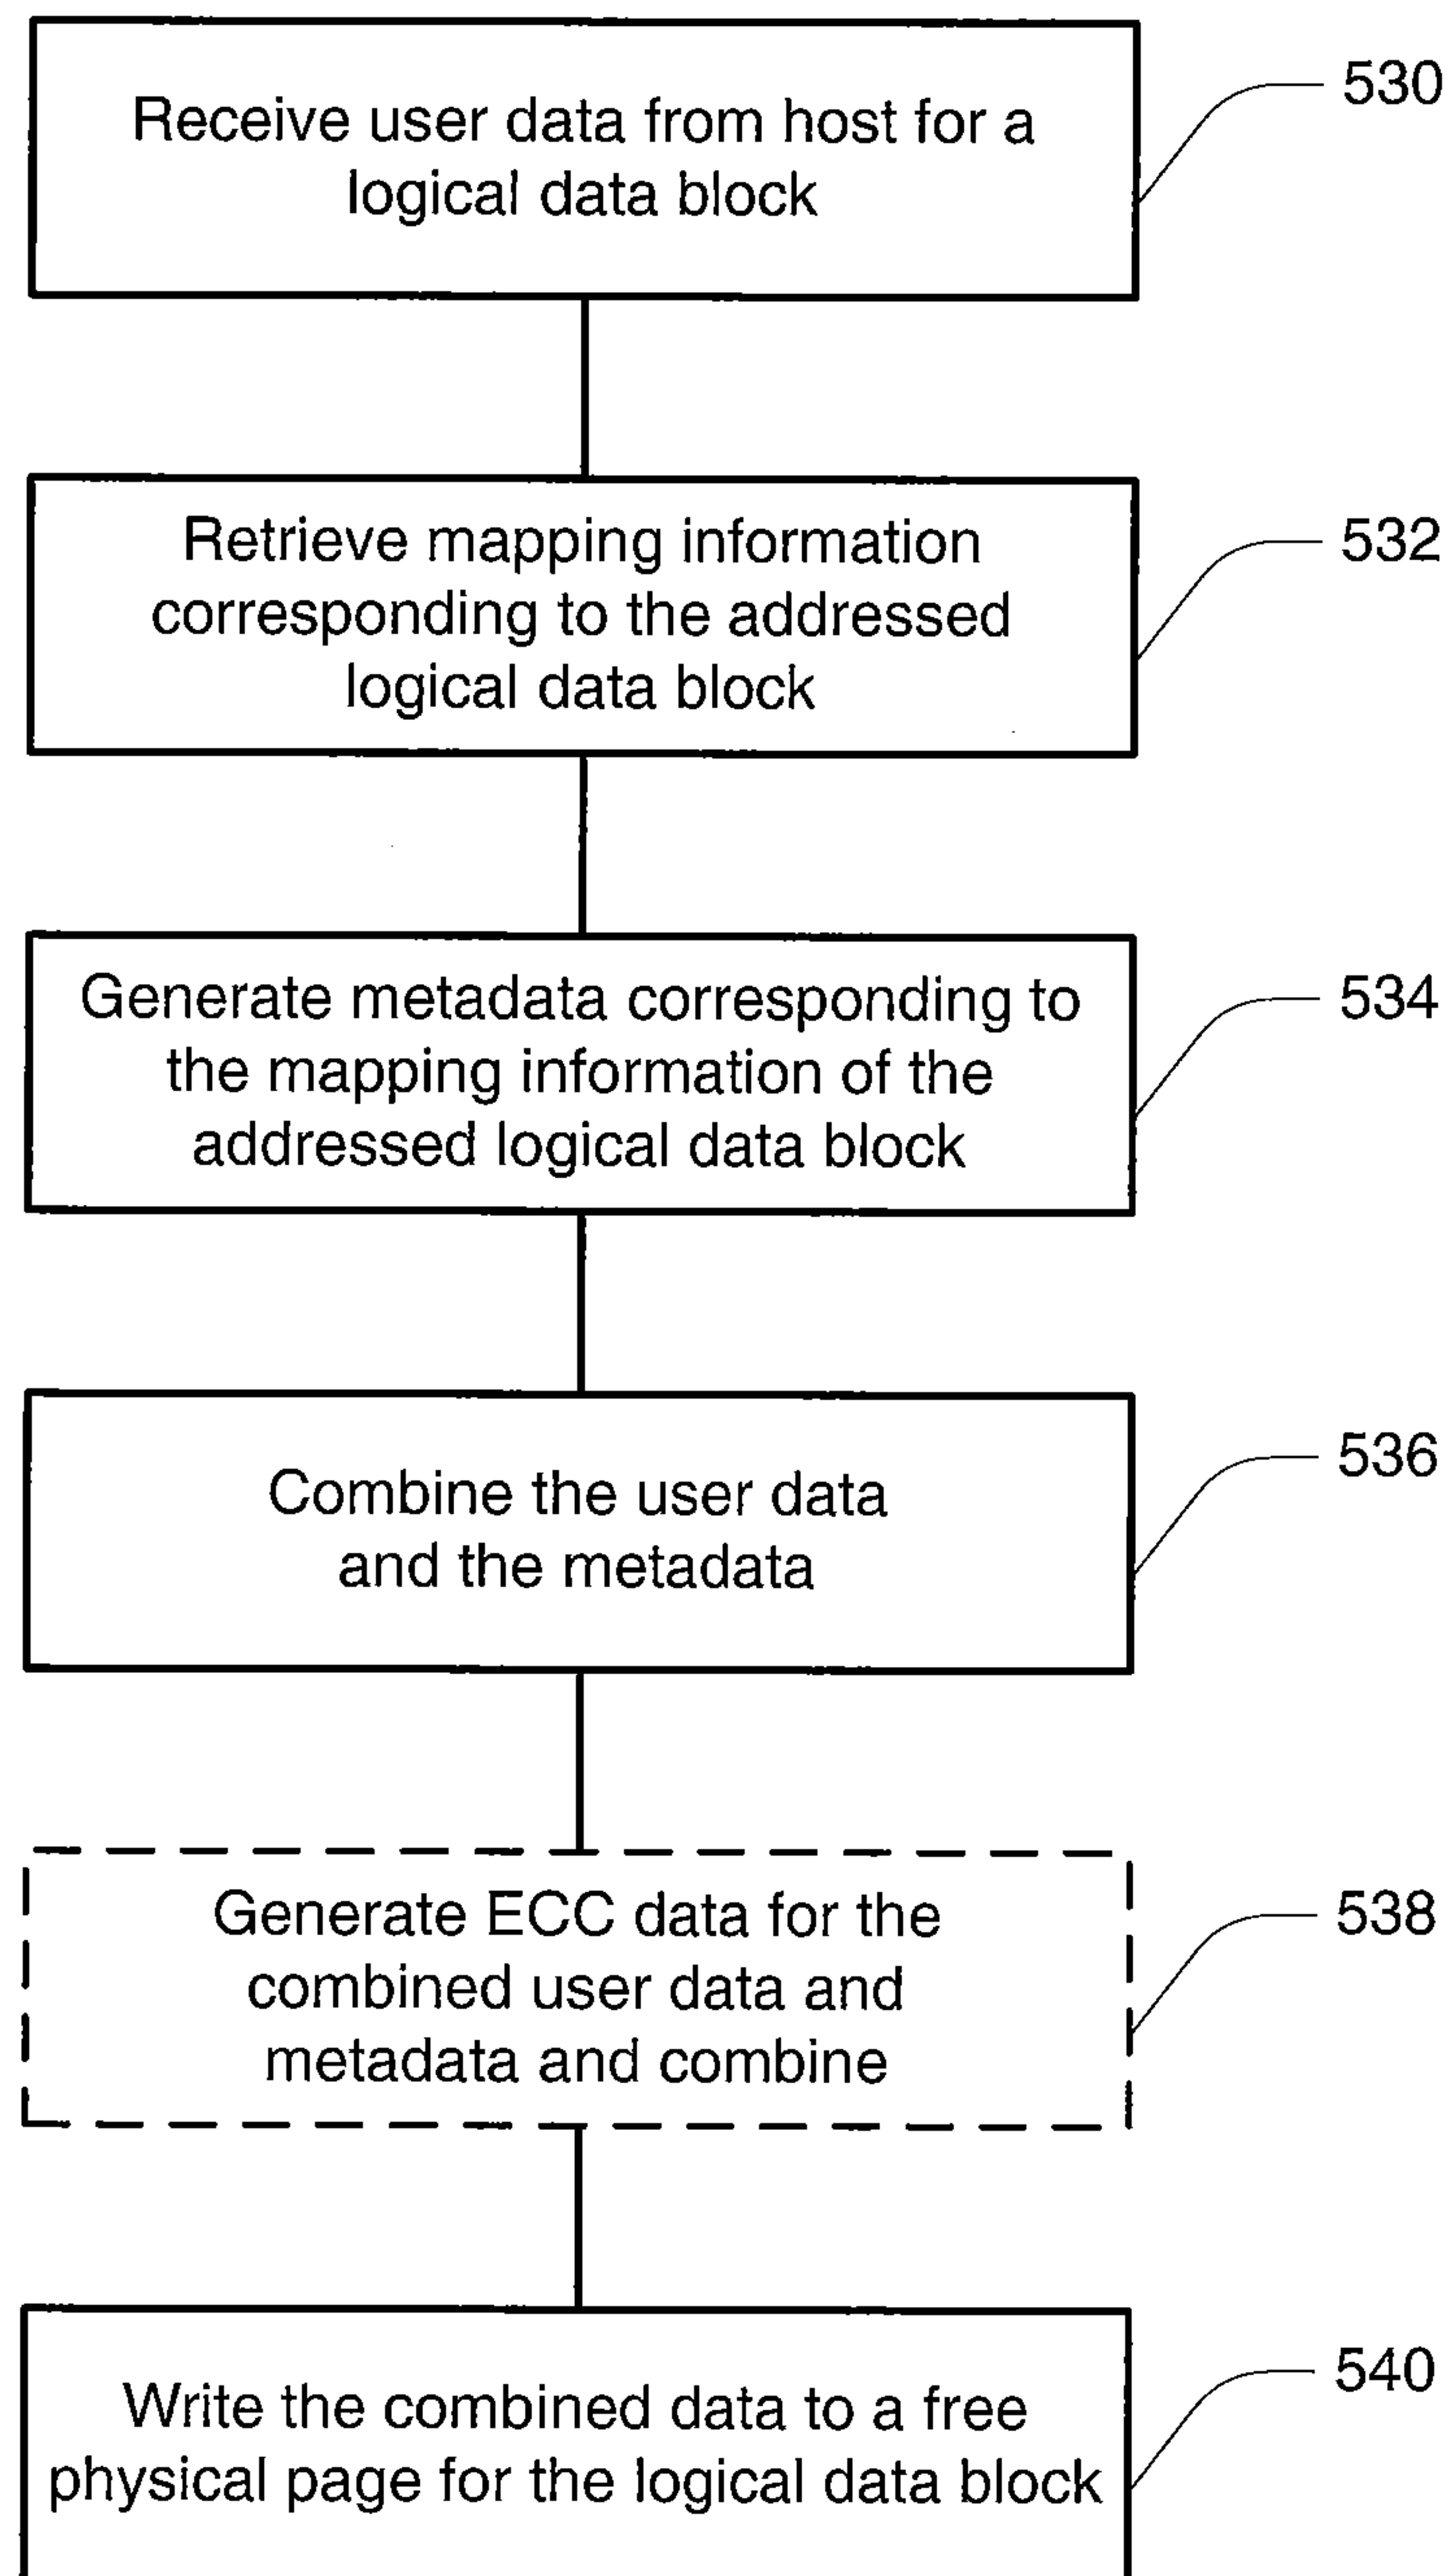 Receive user data from host for a
logical data block
530
Retrieve mapping information
corresponding to the addressed
logical data block
532
Generate metadata corresponding to
the mapping information of the
addressed logical data block
534
Combine the user data
and the metadata
536
Generate ECC data for the
combined user data and
metadata and combine
538
Write the combined data to a free
physical page for the logical data block
540